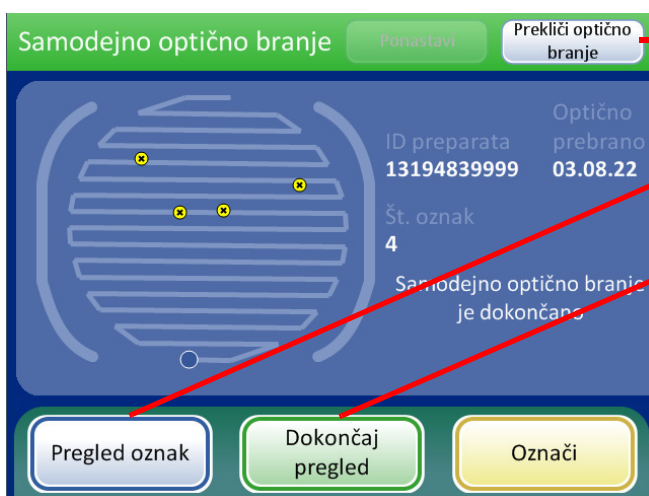 Samodejno optično branje
Ponastavi
Prekliči optično
branje
ID preparata
13194839999
Optično
prebrano
03.08.22
Št. oznak
4
Samodejno optično branje
je dokončano
Pregled oznak
Dokončaj
pregled
Označi